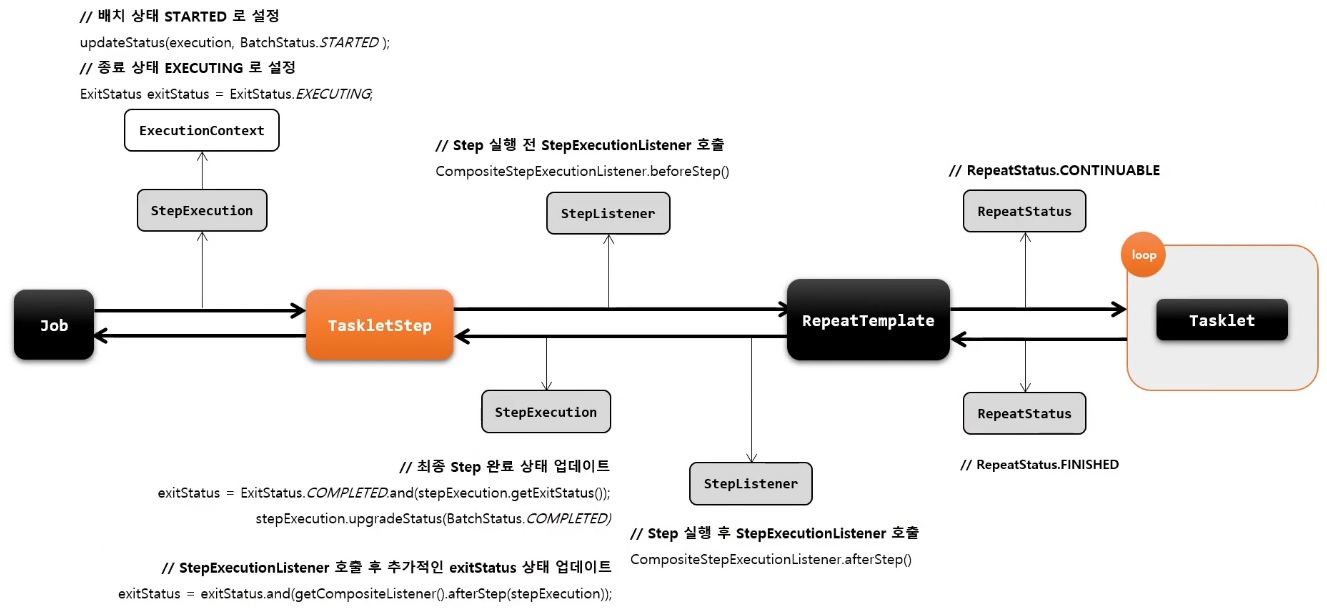 // 배치 상태 STARTED 로 설정
updateStatus(execution, BatchStatus.STARTED );
// 종료 상태 EXECUTING 로 설정
ExitStatus exitStatus = ExitStatus.EXECUTING;
ExecutionContext
StepExecution
// Step 실행 전 StepExecutionListener 호출
CompositeStepExecutionListener.beforeStep()
StepListener
// RepeatStatus.CONTINUABLE
RepeatStatus
loop
Job
TaskletStep
RepeatTemplate
Tasklet
StepExecution
// 최종 Step 완료 상태 업데이트
exitStatus = ExitStatus.COMPLETED.and(stepExecution.getExitStatus());
stepExecution.upgradeStatus(BatchStatus.COMPLETED)
// StepExecutionListener 호출 후 추가적인 exitStatus 상태 업데이트
exitStatus = exitStatus.and(getCompositeListener().afterStep(stepExecution));
StepListener
// Step 실행 후 StepExecutionListener 호출
CompositeStepExecutionListener.afterStep()
RepeatStatus
// RepeatStatus.FINISHED